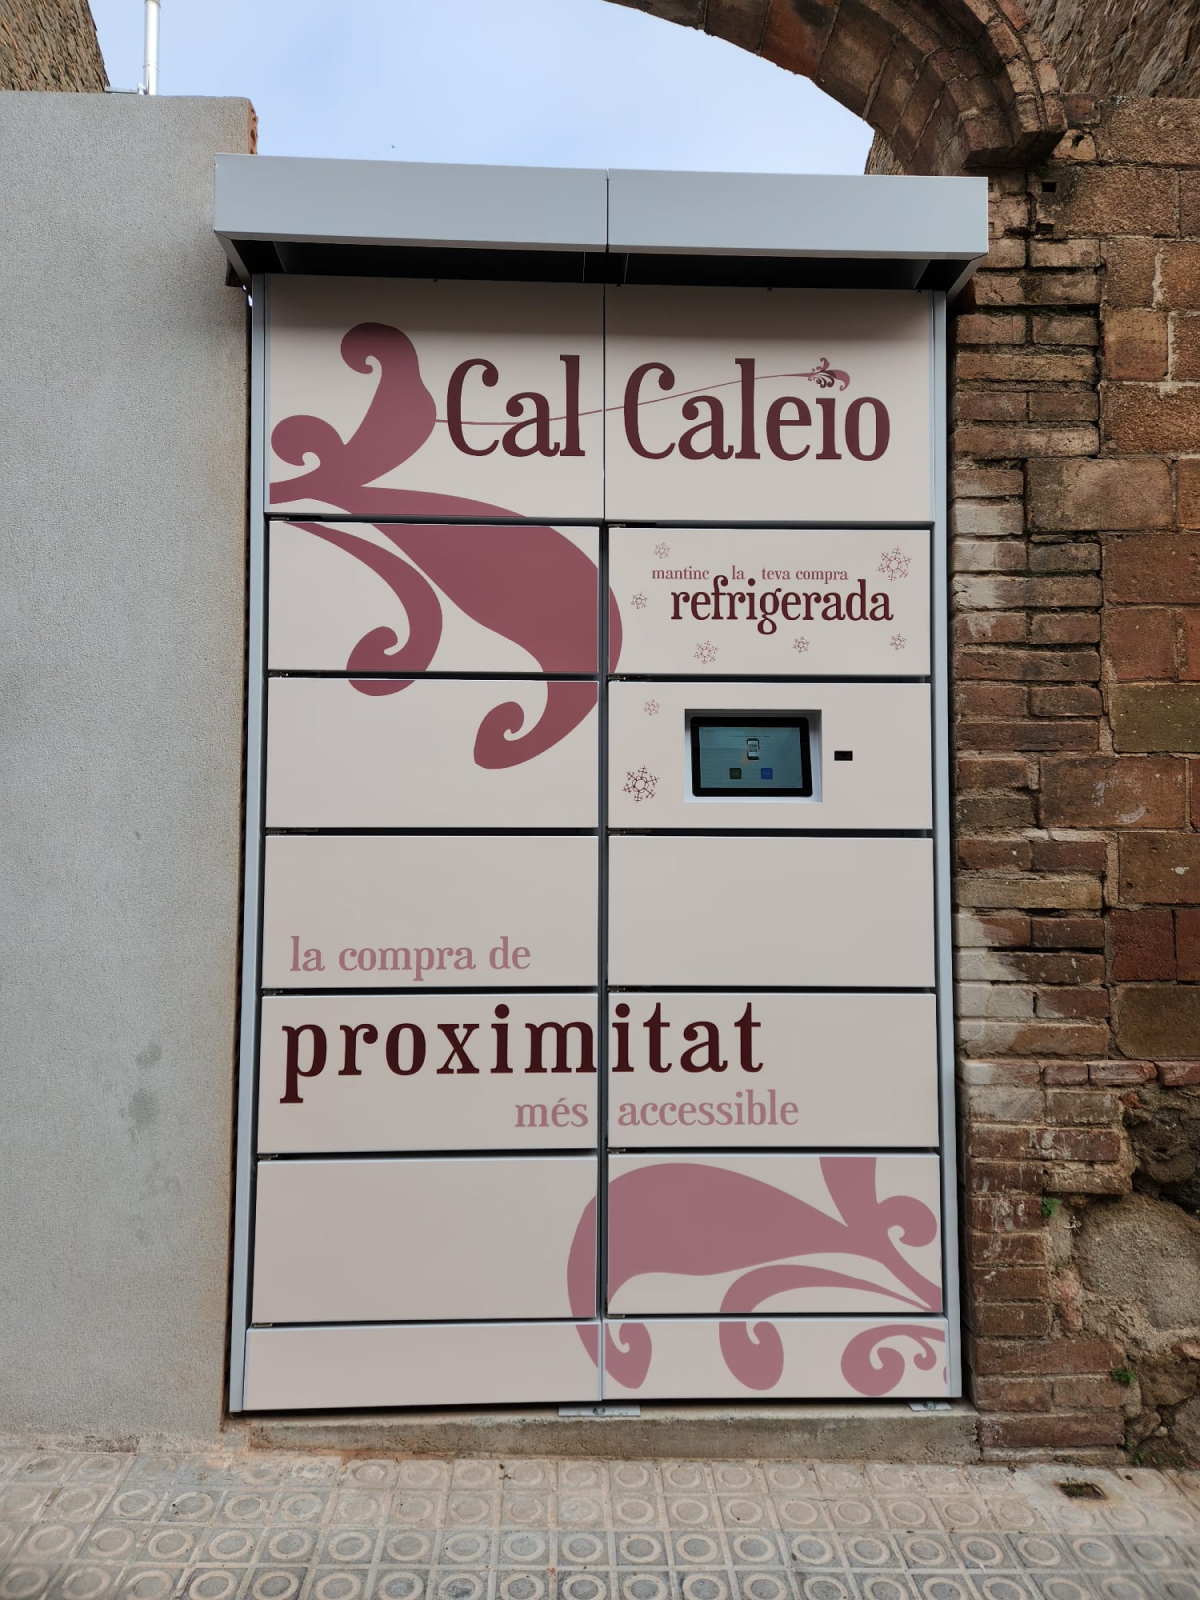 Cal Caleio
mantinc la teva compra
refrigerada
la compra de
proximitat
més accessible